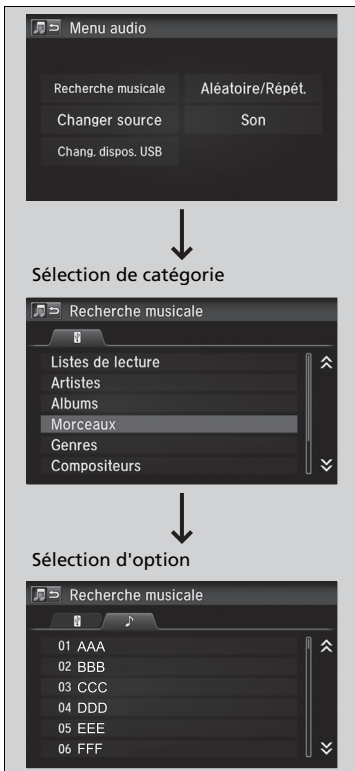 Menu audio
Recherche musicale Aléatoire/Répét.
Changer source Son
Chang. dispos. USB
Sélection de catégorie
Recherche musicale
Listes de lecture
Artistes
Albums
Morceaux
Genres
Compositeurs
Sélection d'option
Recherche musicale
01 AAA
02 BBB
03 CCC
04 DDD
05 EEE
06 FFF